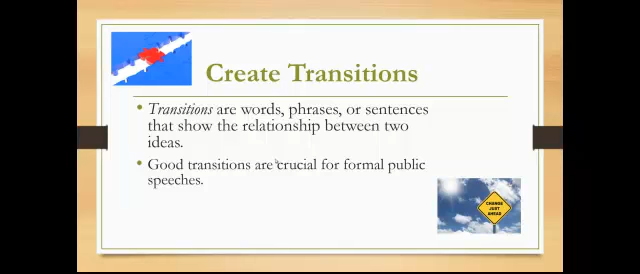 Create Transitions
• Transitions are words, phrases, or sentences
that show the relationship between two
ideas.
• Good transitions are crucial for formal public
speeches.
CHANGE
JUST
AHEAD